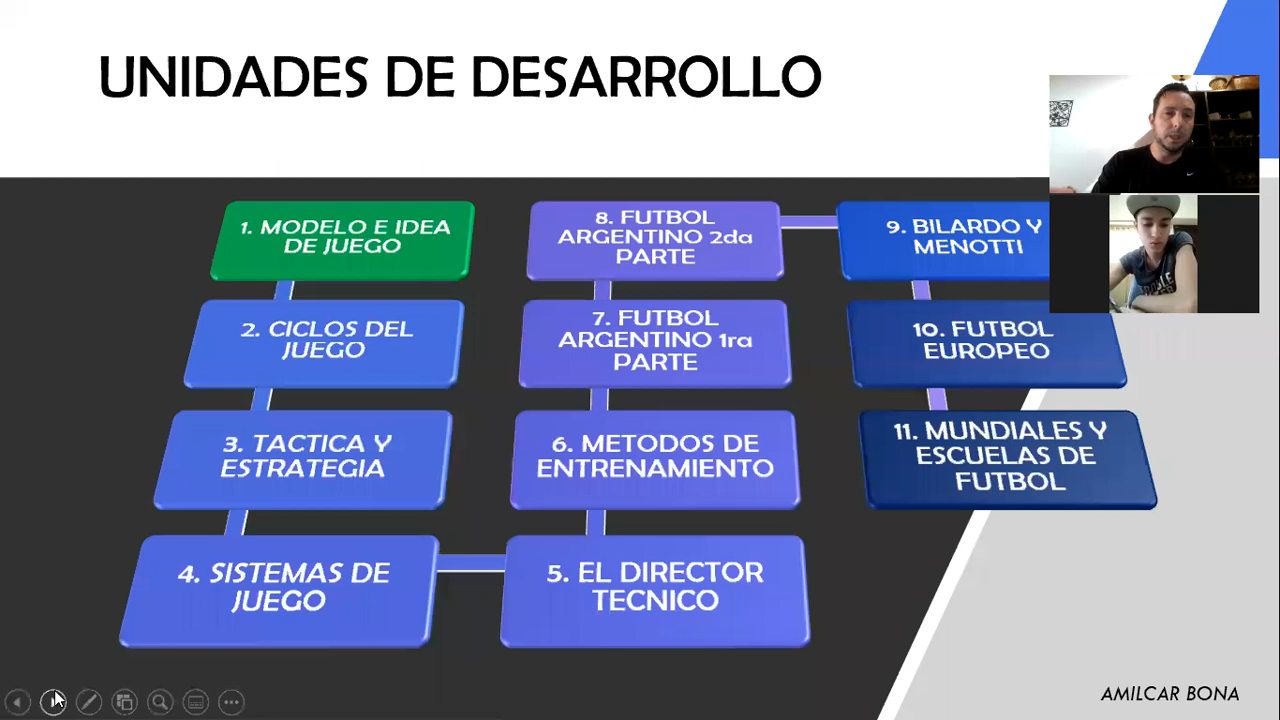 UNIDADES DE DESARROLLO
1. MODELO E IDEA
DE JUEGO
2. CICLOS DEL
JUEGO
3. TACTICA Y
ESTRATEGIA
4. SISTEMAS DE
JUEGO
5. EL DIRECTOR
TECNICO
6. METODOS DE
ENTRENAMIENTO
7. FUTBOL
ARGENTINO 1ra
PARTE
8. FUTBOL
ARGENTINO 2da
PARTE
9. BILARDO Y
MENOTTI
10. FUTBOL
EUROPEO
11. MUNDIALES Y
ESCUELAS DE
FUTBOL
AMILCAR BONA